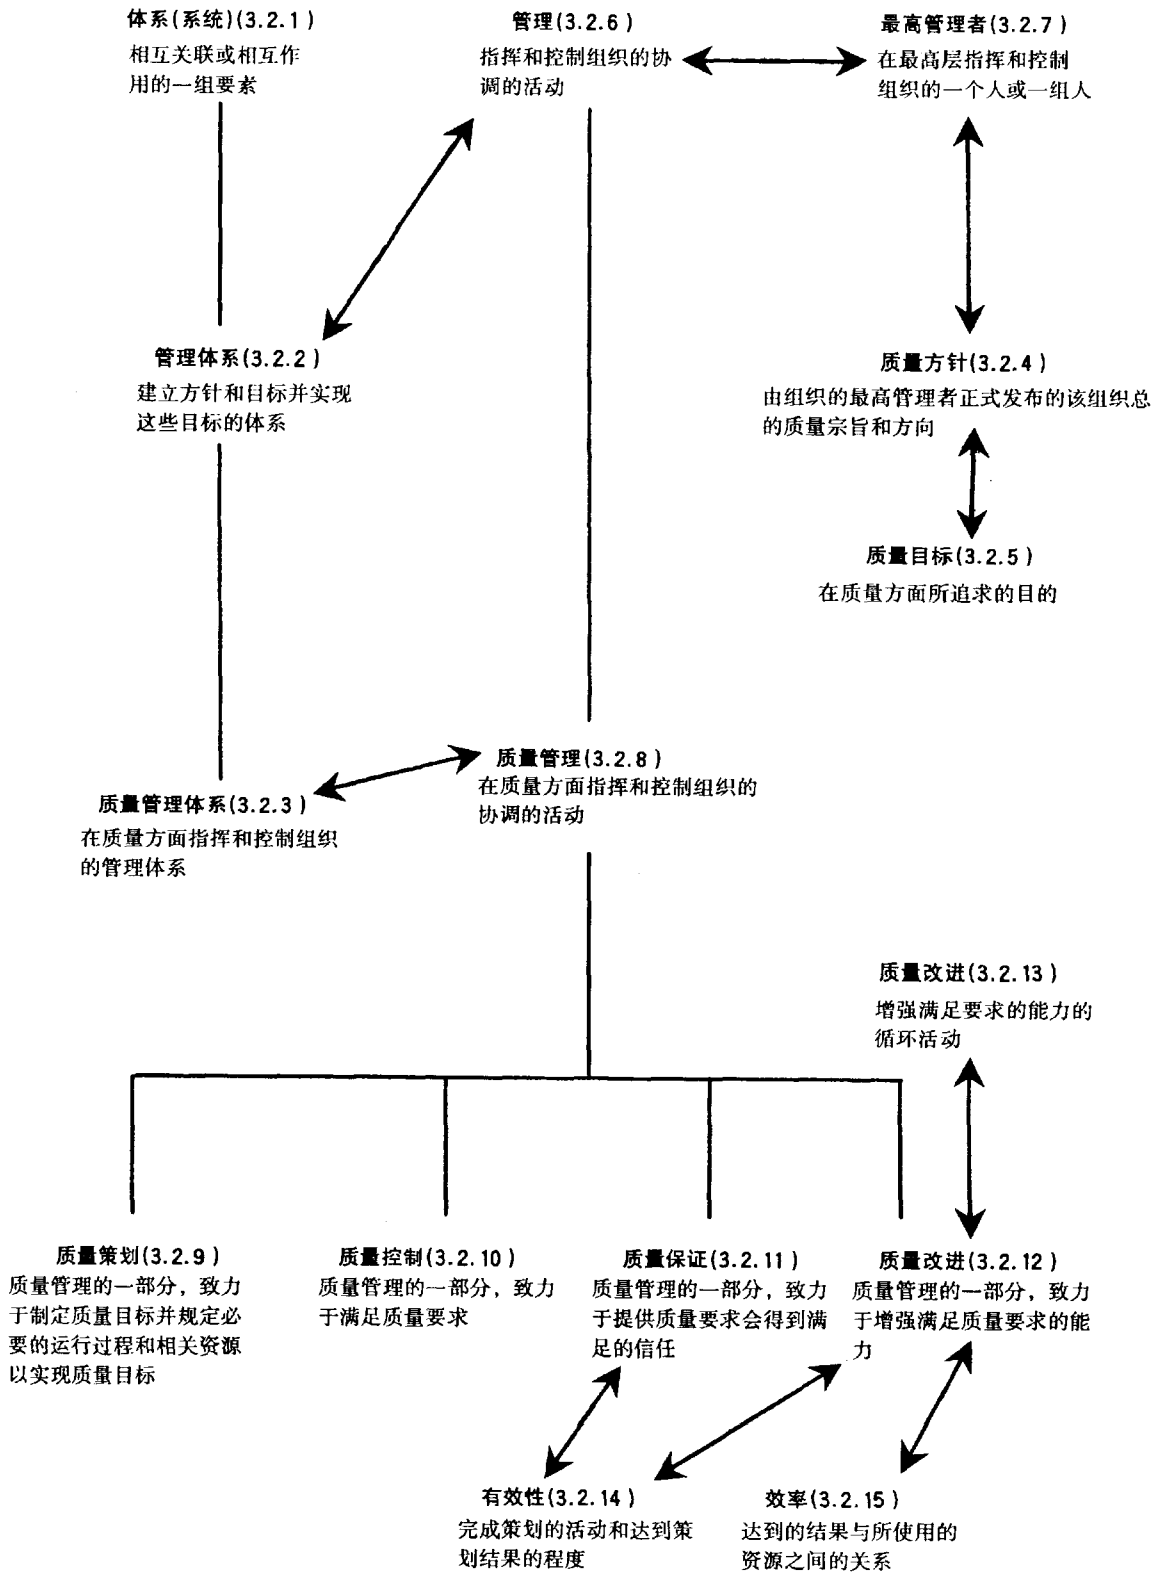 体系(系统)(3.2.1)
相互关联或相互作
用的一组要素
管理(3.2.6)
指挥和控制组织的协
调的活动
最高管理者(3.2.7)
在最高层指挥和控制
组织的一个人或一组人
管理体系(3.2.2)
建立方针和目标并实现
这些目标的体系
质量方针(3.2.4)
由组织的最高管理者正式发布的该组织总
的质量宗旨和方向
质量目标(3.2.5)
在质量方面所追求的目的
质量管理(3.2.8)
在质量方面指挥和控制组织的
协调的活动
质量管理体系(3.2.3)
在质量方面指挥和控制组织
的管理体系
质量改进(3.2.13)
增强满足要求的能力的
循环活动
质量策划(3.2.9)
质量管理的一部分，致力
于制定质量目标并规定必
要的运行过程和相关资源
以实现质量目标
质量控制(3.2.10)
质量管理的一部分，致力
于满足质量要求
质量保证(3.2.11)
质量管理的一部分，致力
于提供质量要求会得到满
足的信任
质量改进(3.2.12)
质量管理的一部分，致力
于增强满足质量要求的能
力
有效性(3.2.14)
完成策划的活动和达到策
划结果的程度
效率(3.2.15)
达到的结果与所使用的
资源之间的关系